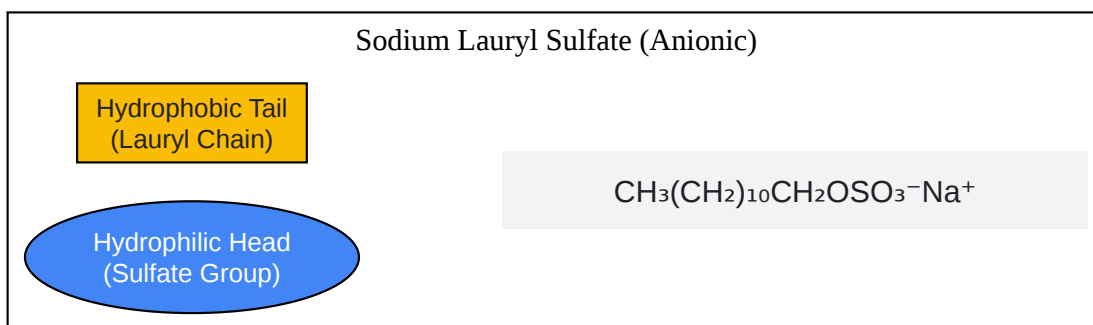 Sodium Lauryl Sulfate (Anionic)
Hydrophobic Tail
(Lauryl Chain)
CH₃(CH₂)₁₀CH₂OSO₃⁻Na⁺
Hydrophilic Head
(Sulfate Group)